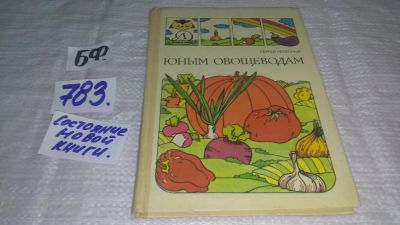 БФ.
783.
Состояние
новой
книги.
ЮНЫМ ОВОЩЕВОДАМ